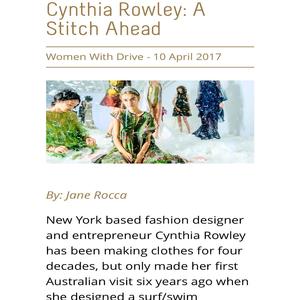 Cynthia Rowley: A
Stitch Ahead
Women With Drive - 10 April 2017
By: Jane Rocca
New York based fashion designer
and entrepreneur Cynthia Rowley
has been making clothes for four
decades, but only made her first
Australian visit six years ago when
she designed a surf/swim